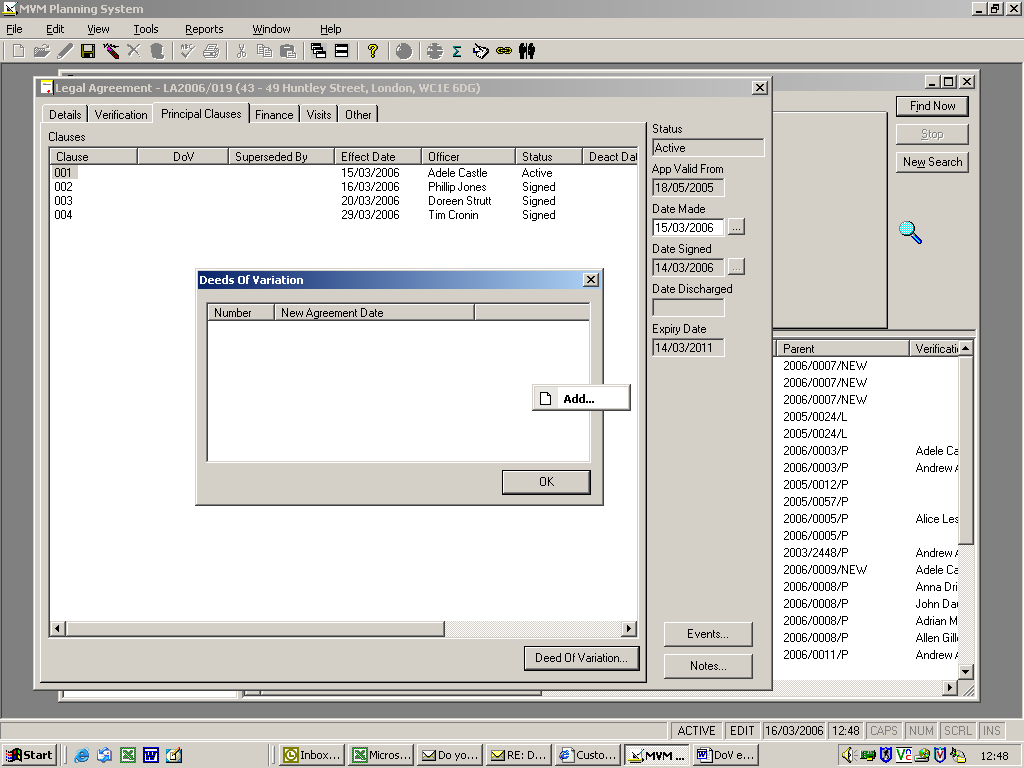 MVM Planning System
File Edit View Tools Reports Window Help
Legal Agreement - LA2006/019 (43 - 49 Huntley Street, London, WC1E 6DG)
Details Verification Principal Clauses Finance Visits Other
Clauses
Clause DoV Superseded By Effect Date Officer Status Deact Dat
001 15/03/2006 Adele Castle Active
002 16/03/2006 Phillip Jones Signed
003 20/03/2006 Doreen Strutt Signed
004 29/03/2006 Tim Cronin Signed
Status
Active
App Valid From
18/05/2005
Date Made
15/03/2006 ...
Date Signed
14/03/2006 ...
Date Discharged
Expiry Date
14/03/2011
Events...
Notes...
Deed Of Variation...
Deeds Of Variation
Number New Agreement Date
Add...
OK
Find Now
Stop
New Search
Parent Verificati
2006/0007/NEW
2006/0007/NEW
2006/0007/NEW
2005/0024/L
2005/0024/L
2006/0003/P Adele Ca
2006/0003/P Andrew A
2005/0012/P
2005/0057/P
2006/0005/P Alice Les
2006/0005/P
2003/2448/P Andrew A
2006/0009/NEW Adele Ca
2006/0008/P Anna Dri
2006/0008/P John Dau
2006/0008/P Adrian M
2006/0008/P Allen Gill
2006/0011/P Andrew A
ACTIVE EDIT 16/03/2006 12:48 CAPS NUM SCRL INS
Start Inbox... Micros... Do yo... RE: D... Custo... MVM ... DoV e... 12:48